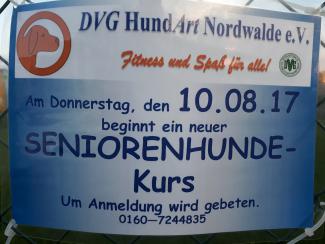 DVG HundArt Nordwalde e.V.
Fitness und Spaß für alle!
Am Donnerstag, den 10.08.17
beginnt ein neuer
SENIORENHUNDE-
Kurs
Um Anmeldung wird gebeten.
0160-7244835